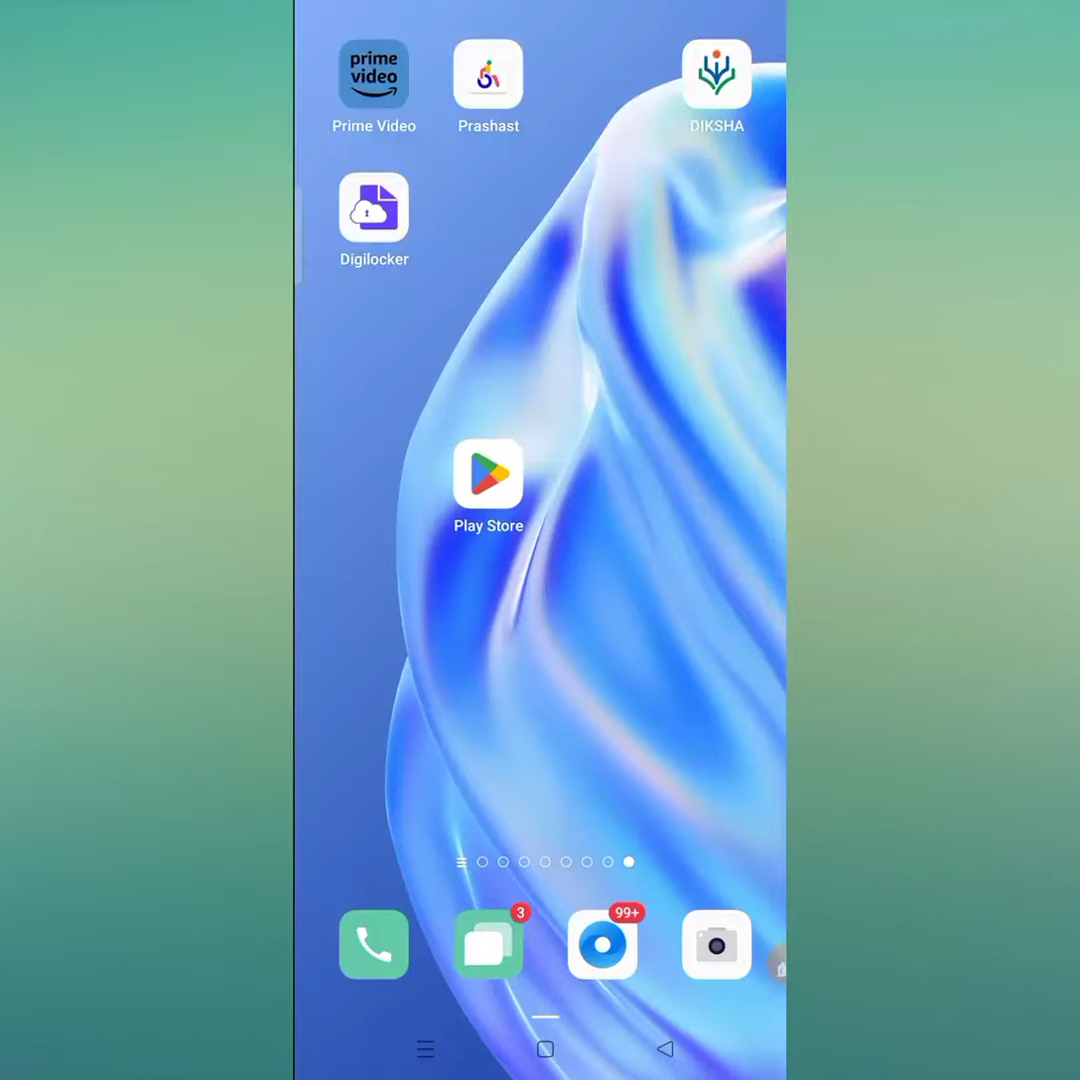 prime
video
Prime Video
Prashast
DIKSHA
Digilocker
Play Store
3
99+